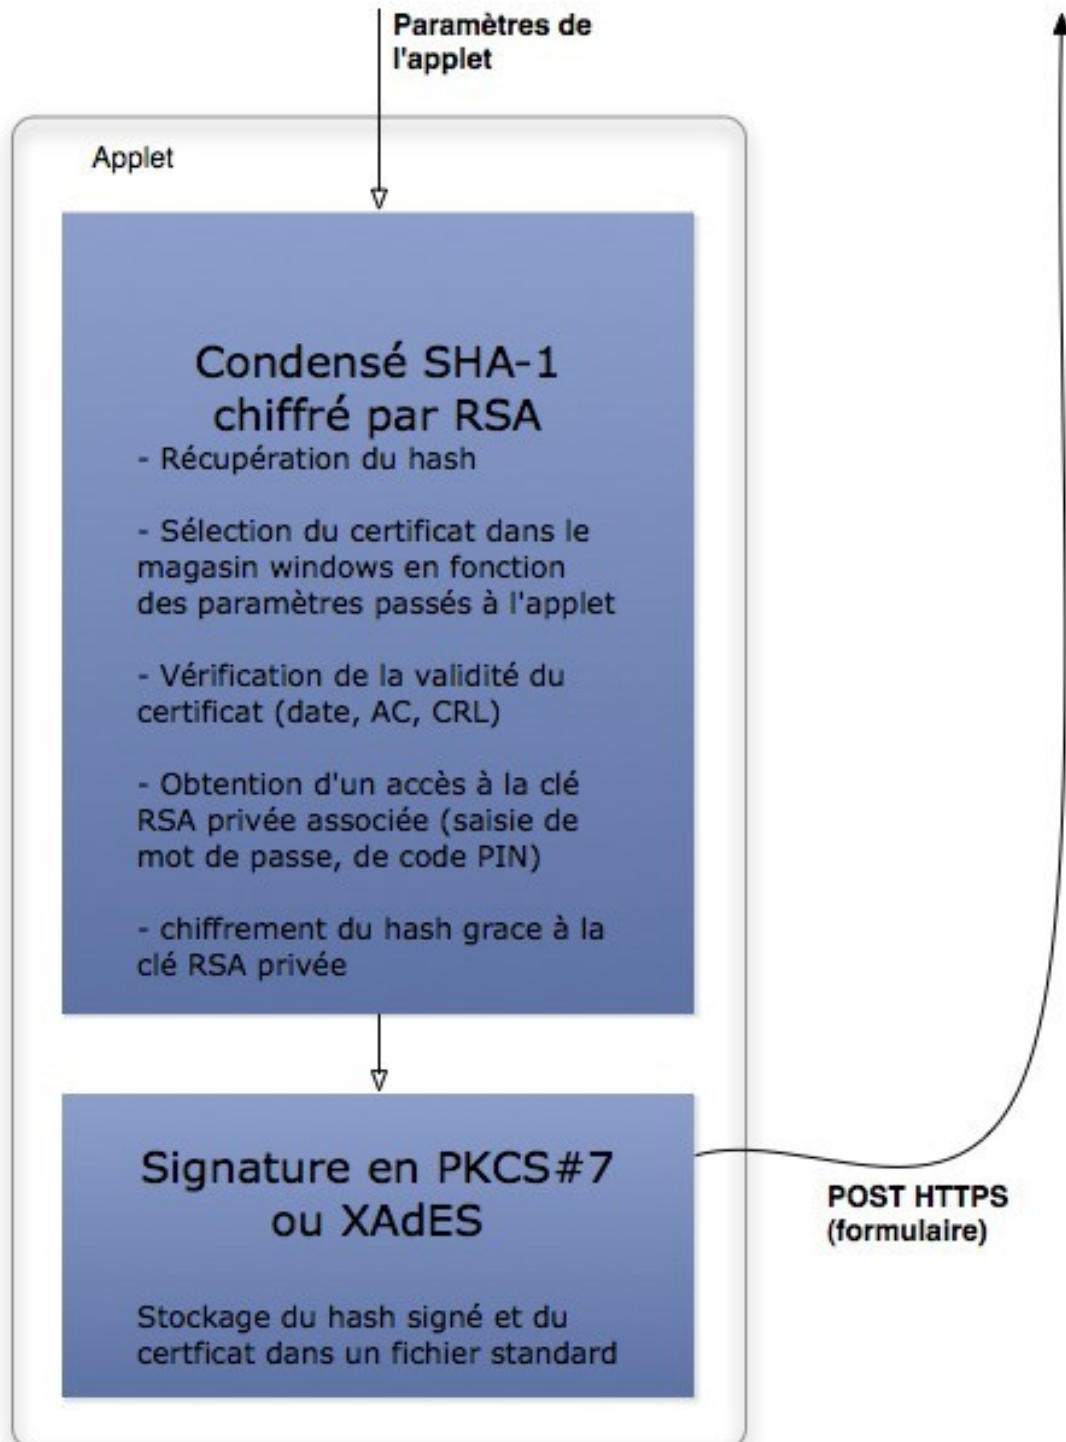 Paramètres de
l'applet
Applet
Condensé SHA-1
chiffré par RSA
- Récupération du hash
- Sélection du certificat dans le
magasin windows en fonction
des paramètres passés à l'applet
- Vérification de la validité du
certificat (date, AC, CRL)
- Obtention d'un accès à la clé
RSA privée associée (saisie de
mot de passe, de code PIN)
- chiffrement du hash grace à la
clé RSA privée
Signature en PKCS#7
ou XAdES
POST HTTPS
(formulaire)
Stockage du hash signé et du
certficat dans un fichier standard